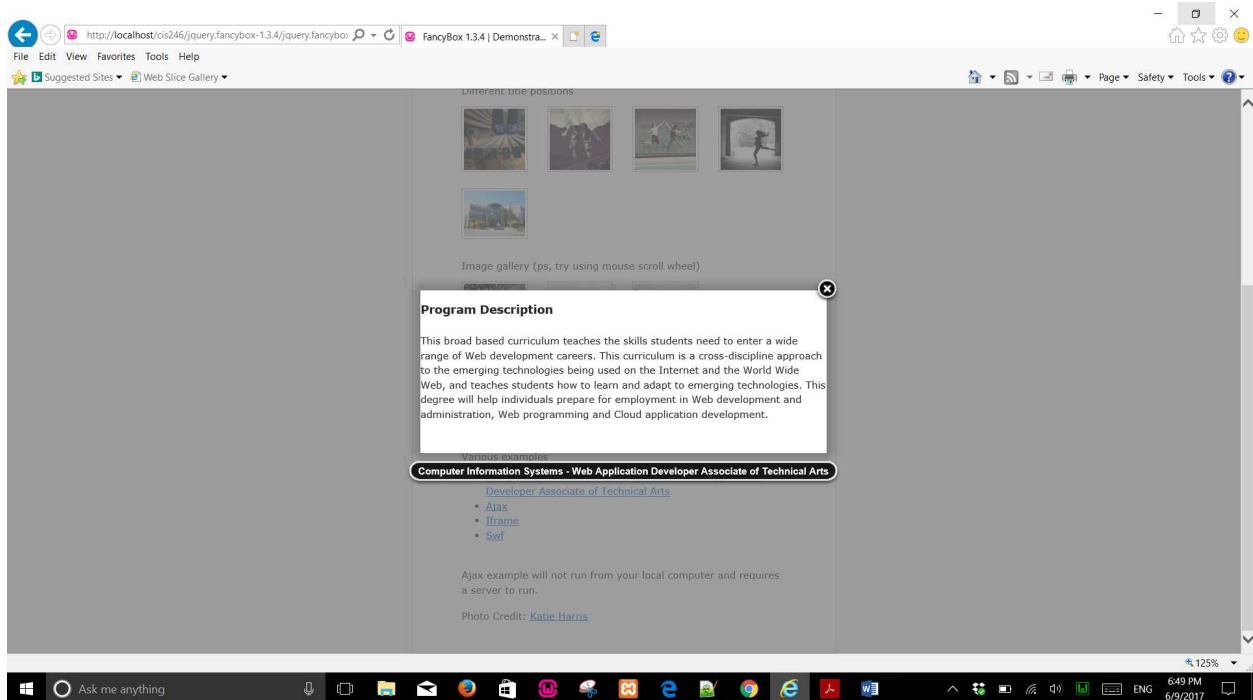 http://localhost/cis246/jquery.fancybox-1.3.4/jquery.fancybo
FancyBox 1.3.4 | Demonstra...
File Edit View Favorites Tools Help
Suggested Sites Web Slice Gallery
Page Safety Tools
Different title positions
Image gallery (ps, try using mouse scroll wheel)
Program Description
This broad based curriculum teaches the skills students need to enter a wide
range of Web development careers. This curriculum is a cross-discipline approach
to the emerging technologies being used on the Internet and the World Wide
Web, and teaches students how to learn and adapt to emerging technologies. This
degree will help individuals prepare for employment in Web development and
administration, Web programming and Cloud application development.
Various examples
Computer Information Systems - Web Application Developer Associate of Technical Arts
Developer Associate of Technical Arts
Ajax
Iframe
Swf
Ajax example will not run from your local computer and requires
a server to run.
Photo Credit: Katie Harris
125%
Ask me anything
ENG
6:49 PM
6/9/2017